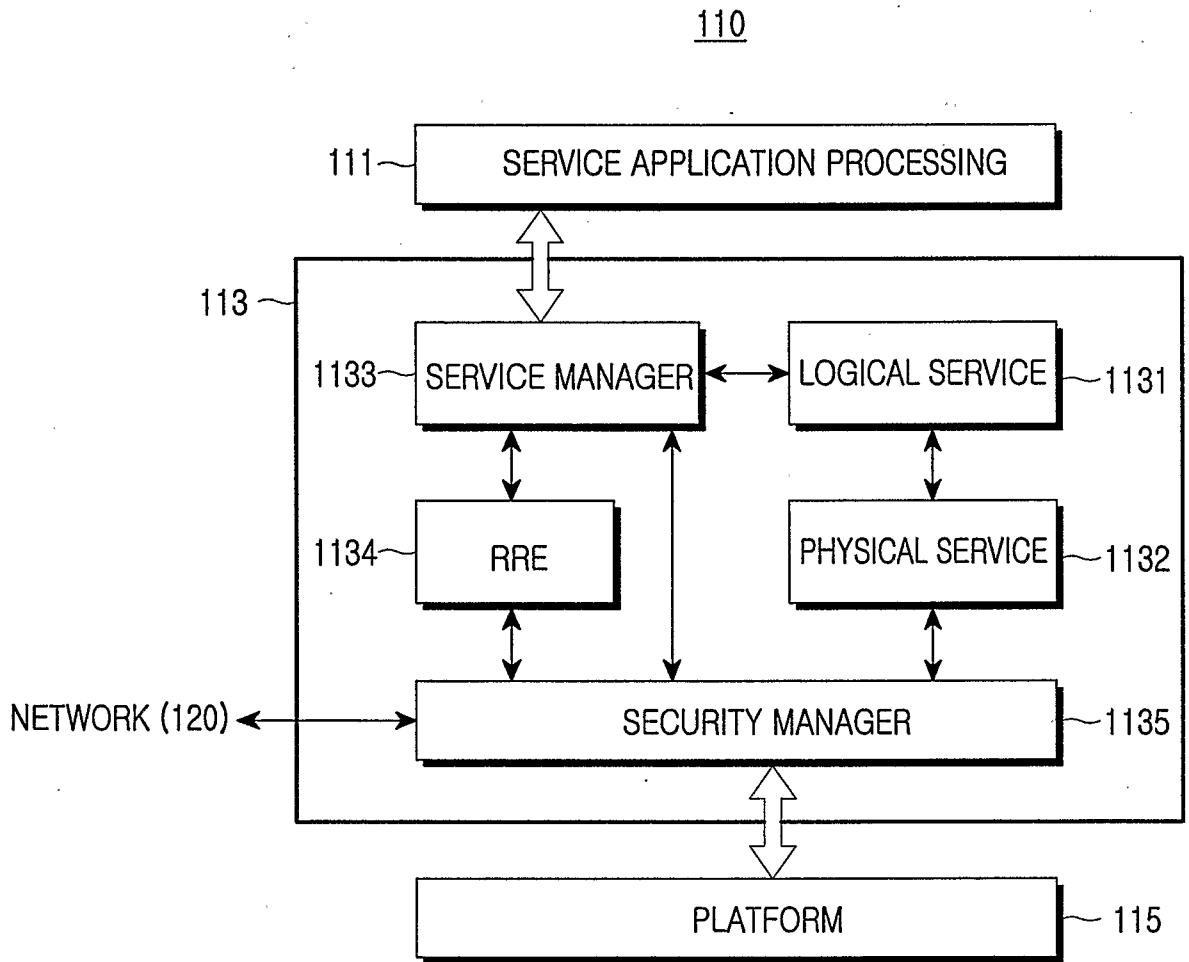 110
111
SERVICE APPLICATION PROCESSING
113
1133
SERVICE MANAGER
LOGICAL SERVICE
1131
1134
RRE
PHYSICAL SERVICE
1132
NETWORK (120)
SECURITY MANAGER
1135
PLATFORM
115